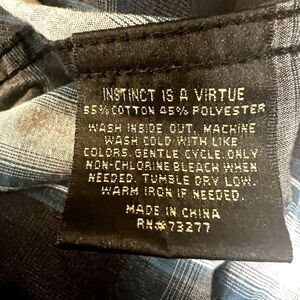 INSTINCT IS A VIRTUE
55% COTTON 45% POLYESTER
WASH INSIDE OUT. MACHINE
WASH COLD WITH LIKE
COLORS. GENTLE CYCLE. ONLY
NON-CHLORINE BLEACH WHEN
NEEDED. TUMBLE DRY LOW.
WARM IRON IF NEEDED.
MADE IN CHINA
RN#73277